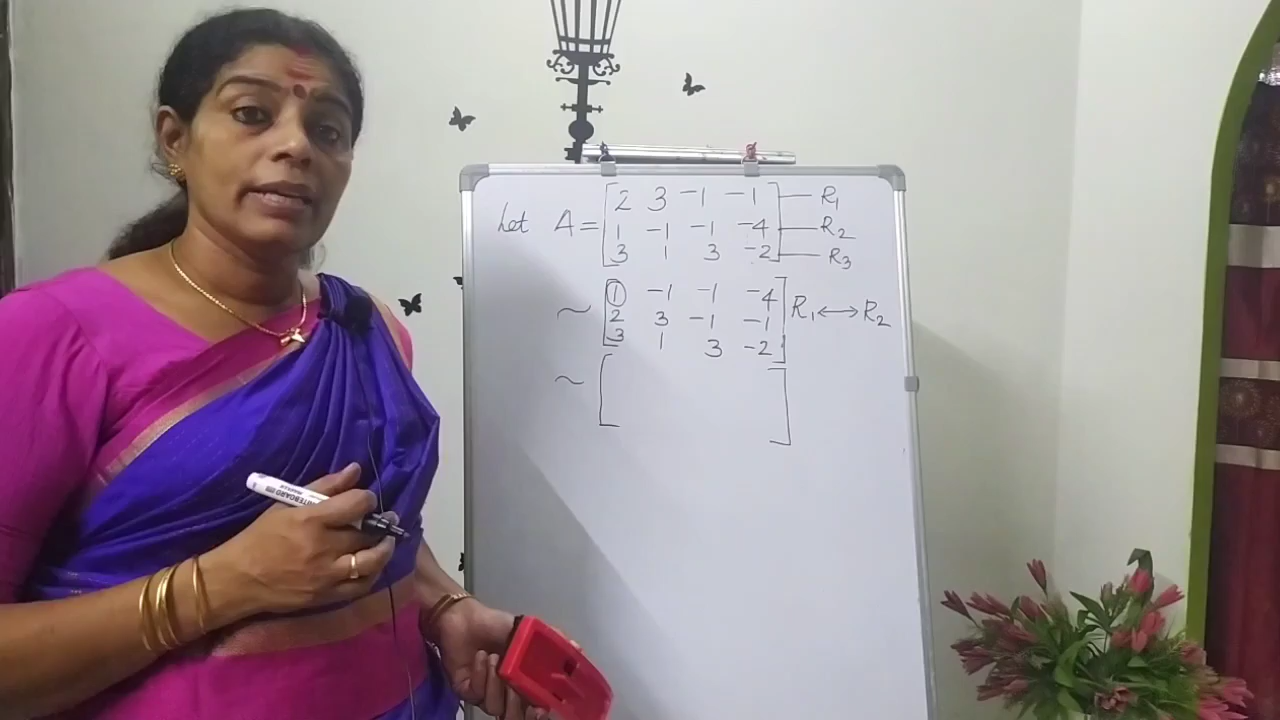 Let A = [ 2 3 -1 -1 ] — R₁
1 -1 -1 -4 — R₂
3 1 3 -2 — R₃
~ [ 1 -1 -1 -4 ] R₁ ↔ R₂
2 3 -1 -1
3 1 3 -2
~ [ ]
WHITEBOARD